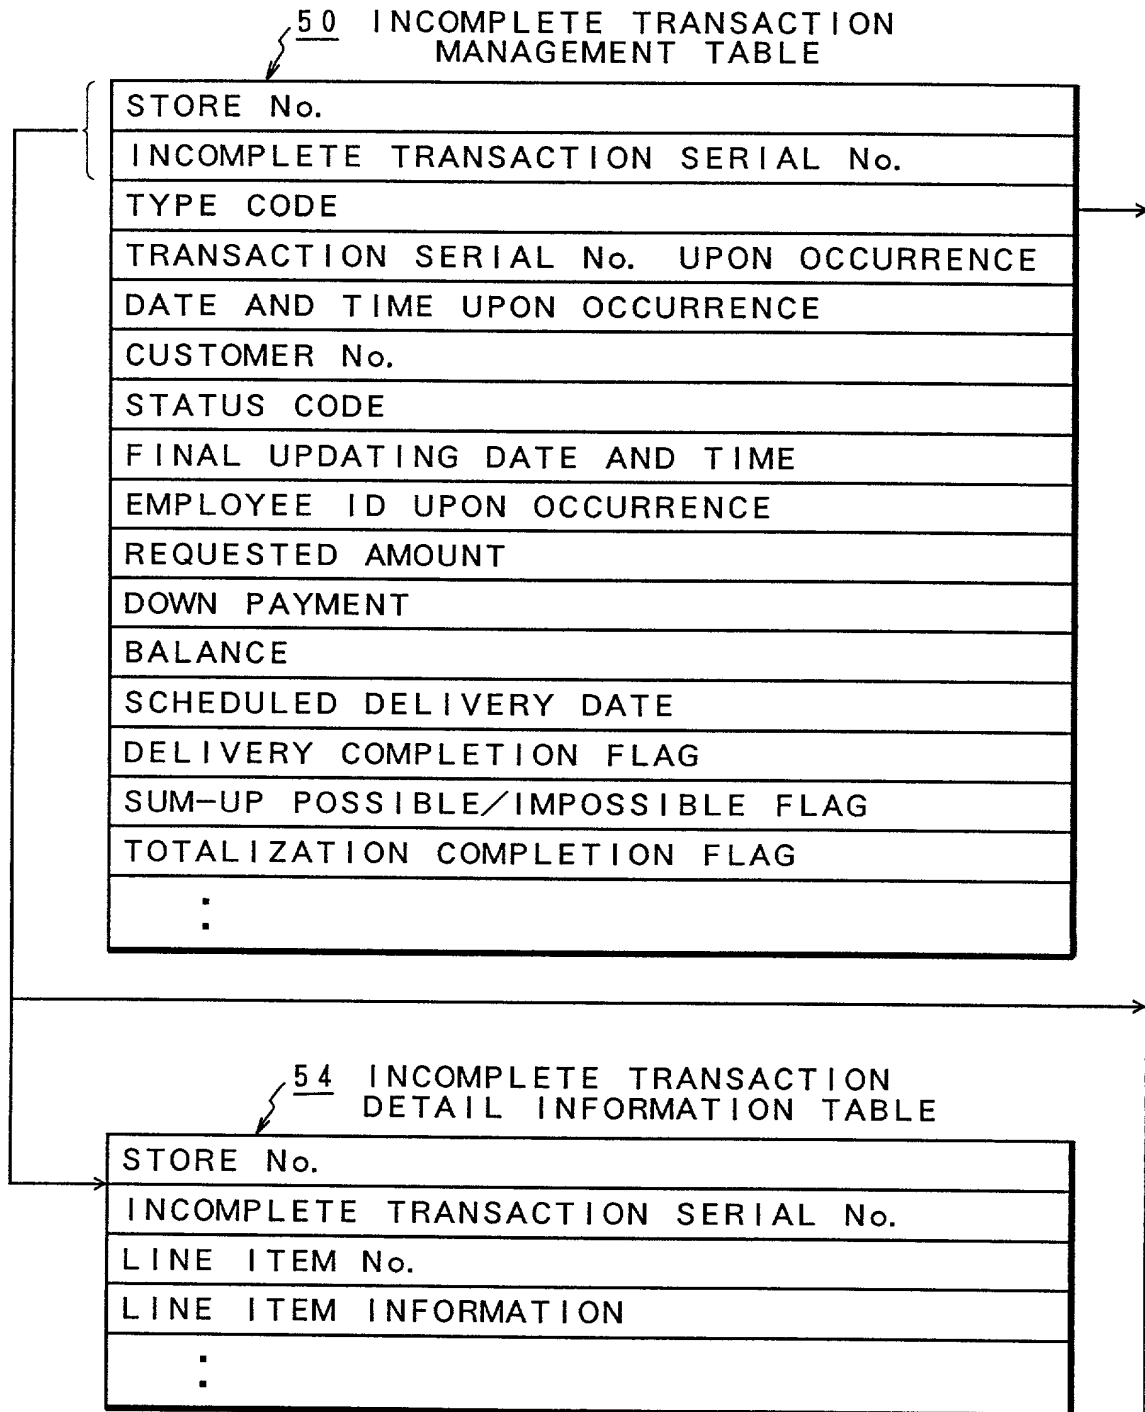 50 INCOMPLETE TRANSACTION
MANAGEMENT TABLE
STORE No.
INCOMPLETE TRANSACTION SERIAL No.
TYPE CODE
TRANSACTION SERIAL No. UPON OCCURRENCE
DATE AND TIME UPON OCCURRENCE
CUSTOMER No.
STATUS CODE
FINAL UPDATING DATE AND TIME
EMPLOYEE ID UPON OCCURRENCE
REQUESTED AMOUNT
DOWN PAYMENT
BALANCE
SCHEDULED DELIVERY DATE
DELIVERY COMPLETION FLAG
SUM-UP POSSIBLE/IMPOSSIBLE FLAG
TOTALIZATION COMPLETION FLAG
:
54 INCOMPLETE TRANSACTION
DETAIL INFORMATION TABLE
STORE No.
INCOMPLETE TRANSACTION SERIAL No.
LINE ITEM No.
LINE ITEM INFORMATION
: